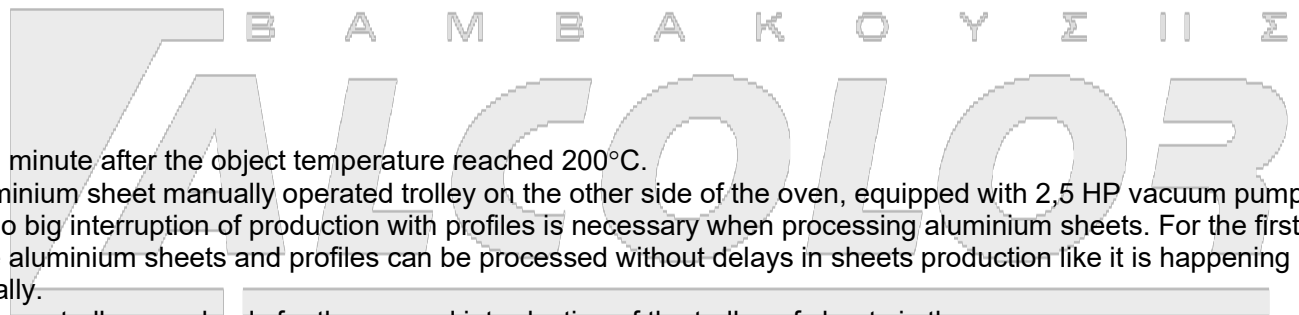 ΒΑΜΒΑΚΟΥΣΗΣ
ALCOLOR
minute after the object temperature reached 200°C.
minium sheet manually operated trolley on the other side of the oven, equipped with 2,5 HP vacuum pump
o big interruption of production with profiles is necessary when processing aluminium sheets. For the first
aluminium sheets and profiles can be processed without delays in sheets production like it is happening
ally.